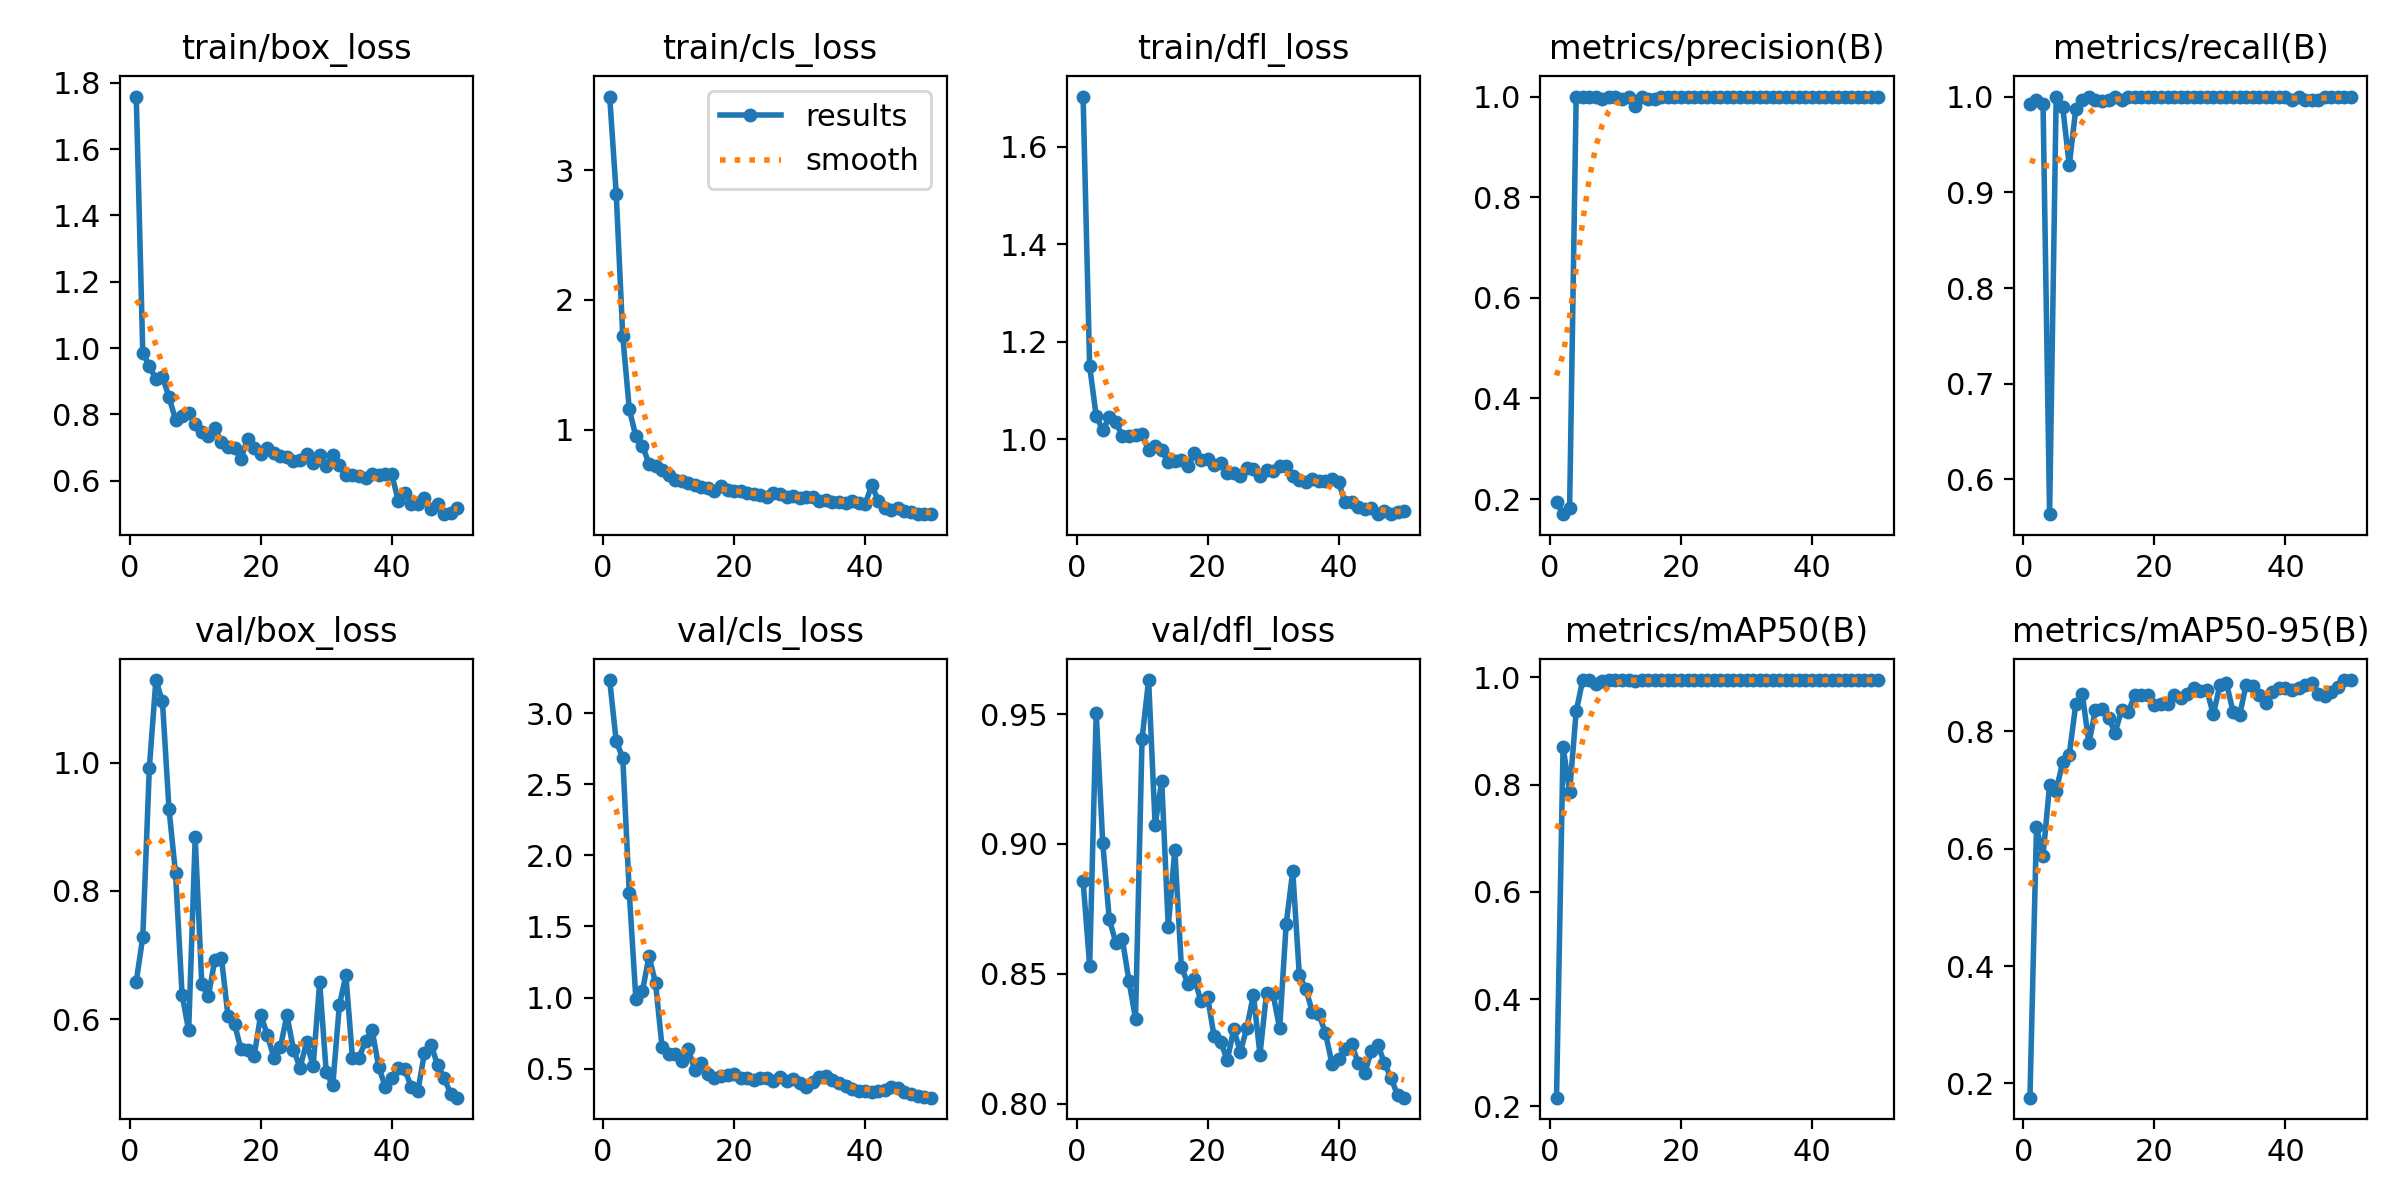 train/box_loss
1.8
1.6
1.4
1.2
1.0
0.8
0.6
0 20 40
train/cls_loss
results
smooth
3
2
1
0 20 40
train/dfl_loss
1.6
1.4
1.2
1.0
0 20 40
metrics/precision(B)
1.0
0.8
0.6
0.4
0.2
0 20 40
metrics/recall(B)
1.0
0.9
0.8
0.7
0.6
0 20 40
val/box_loss
1.0
0.8
0.6
0 20 40
val/cls_loss
3.0
2.5
2.0
1.5
1.0
0.5
0 20 40
val/dfl_loss
0.95
0.90
0.85
0.80
0 20 40
metrics/mAP50(B)
1.0
0.8
0.6
0.4
0.2
0 20 40
metrics/mAP50-95(B)
0.8
0.6
0.4
0.2
0 20 40